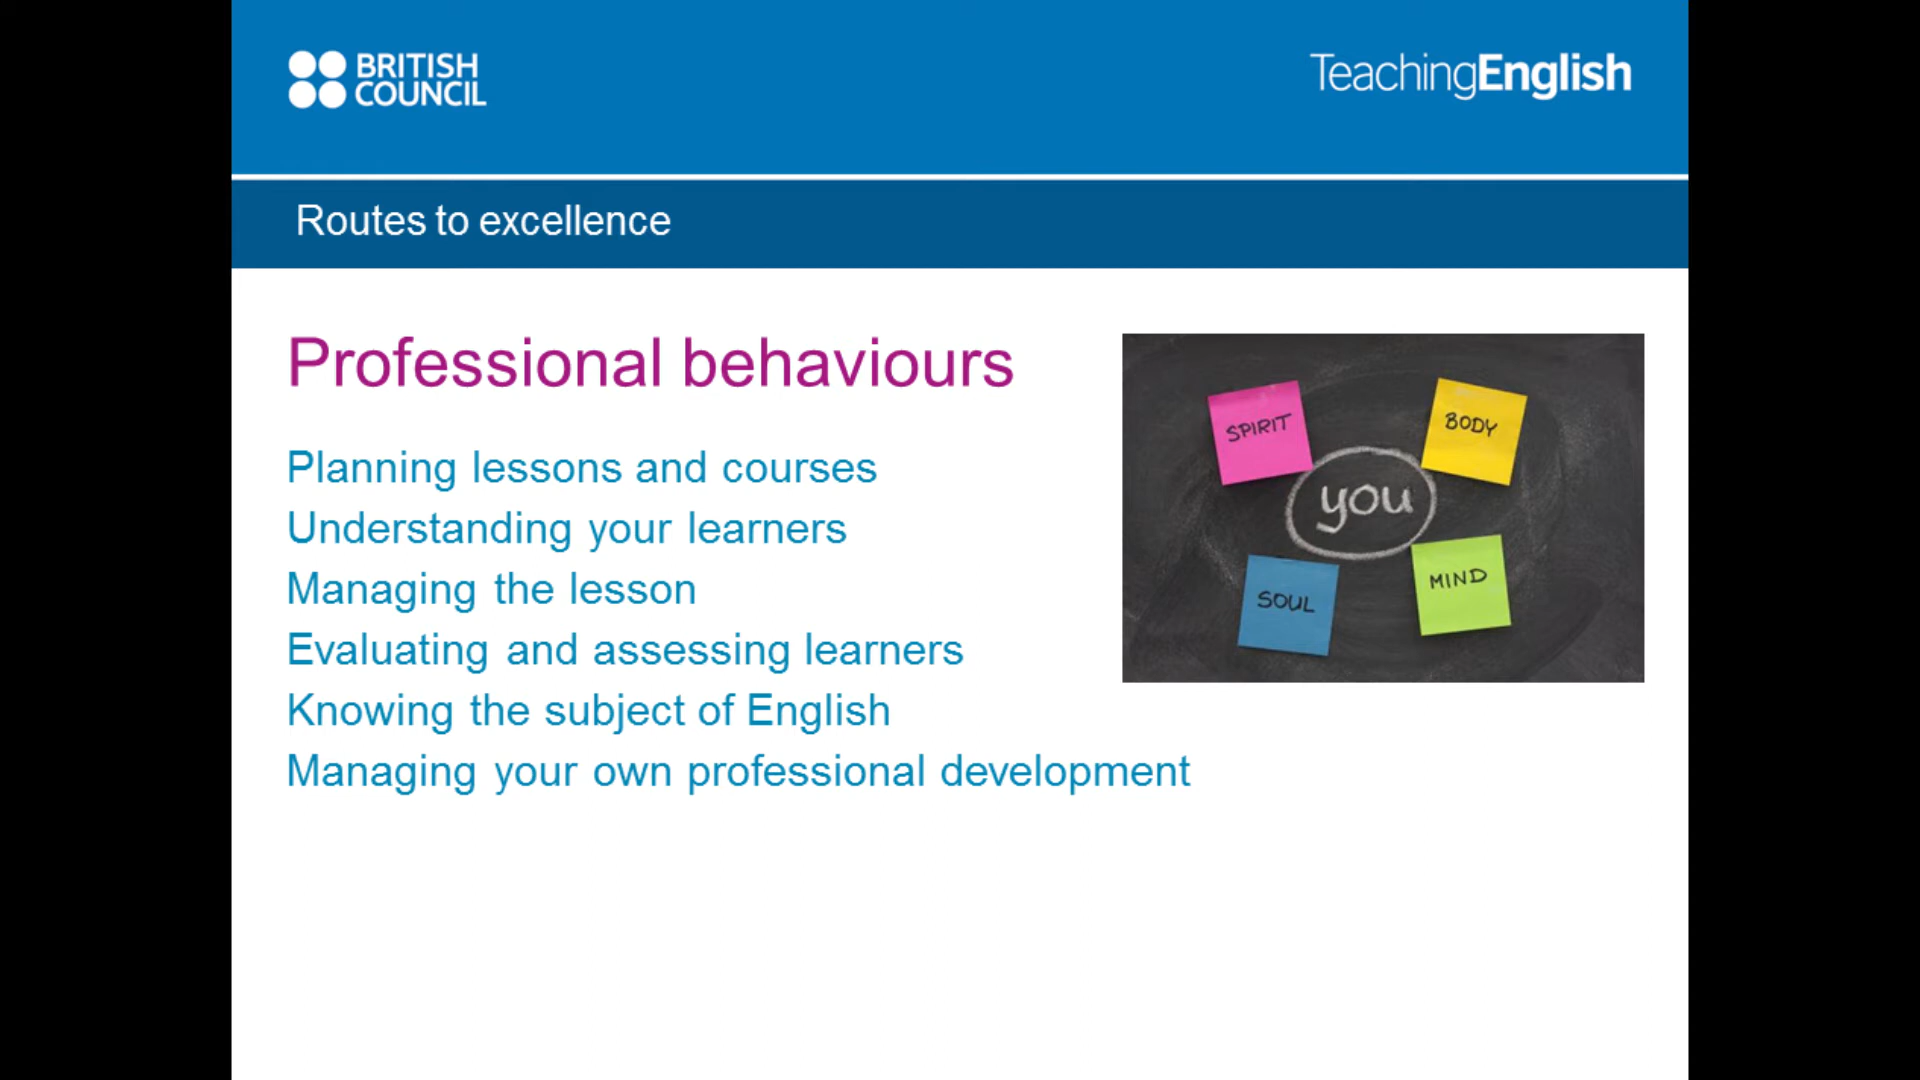 BRITISH
COUNCIL
TeachingEnglish
Routes to excellence
Professional behaviours
Planning lessons and courses
Understanding your learners
Managing the lesson
Evaluating and assessing learners
Knowing the subject of English
Managing your own professional development
SPIRIT
BODY
you
SOUL
MIND